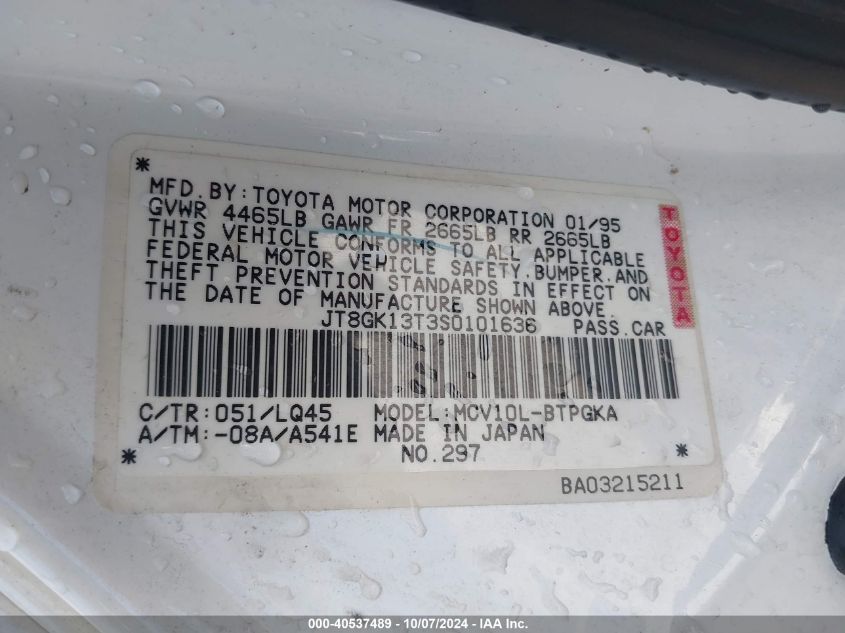 *
MFD.BY:TOYOTA MOTOR CORPORATION 01/95
GVWR 4465LB GAWR FR 2665LB RR 2665LB
THIS VEHICLE CONFORMS TO ALL APPLICABLE
FEDERAL MOTOR VEHICLE SAFETY.BUMPER.AND
THEFT PREVENTION STANDARDS IN EFFECT ON
THE DATE OF MANUFACTURE SHOWN ABOVE.
JT8GK13T3S0101636 PASS.CAR
TOYOTA
C/TR:051/LQ45 MODEL:MCV10L-BTPGKA
A/TM:-08A/A541E MADE IN JAPAN
* NO.297 *
BA03215211
000-40537489 - 10/07/2024 - IAA, Inc.